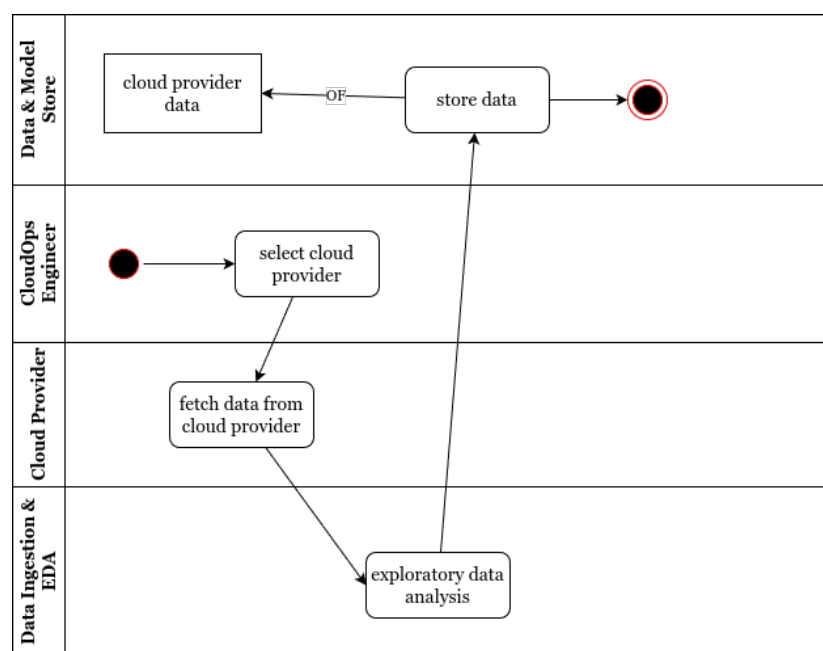 Data & Model
Store
cloud provider
data
OF
store data
CloudOps
Engineer
select cloud
provider
Cloud Provider
fetch data from
cloud provider
Data Ingestion &
EDA
exploratory data
analysis